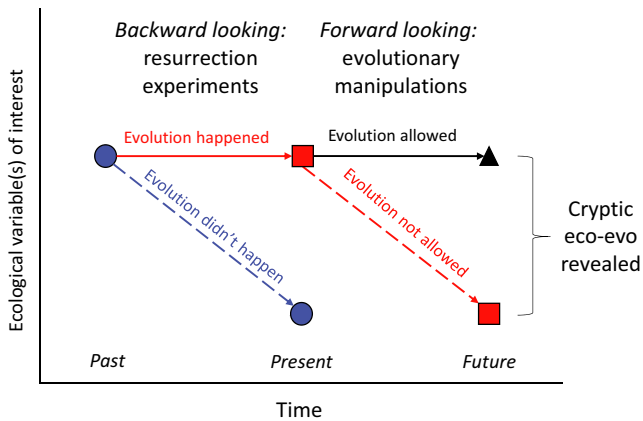 Backward looking:
resurrection
experiments
Forward looking:
evolutionary
manipulations
Ecological variable(s) of interest
Evolution happened
Evolution allowed
Evolution didn't happen
Evolution not allowed
Cryptic
eco-evo
revealed
Past
Present
Future
Time